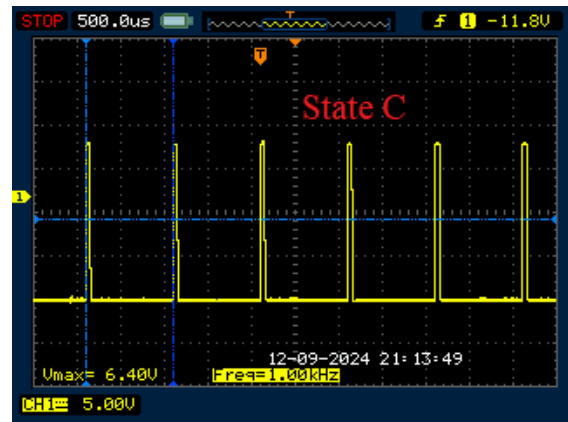 STOP 500.0us T f 1 -11.8V
T
State C
1
12-09-2024 21:13:49
Vmax= 6.40V Freq=1.00kHz
CH1 5.00V